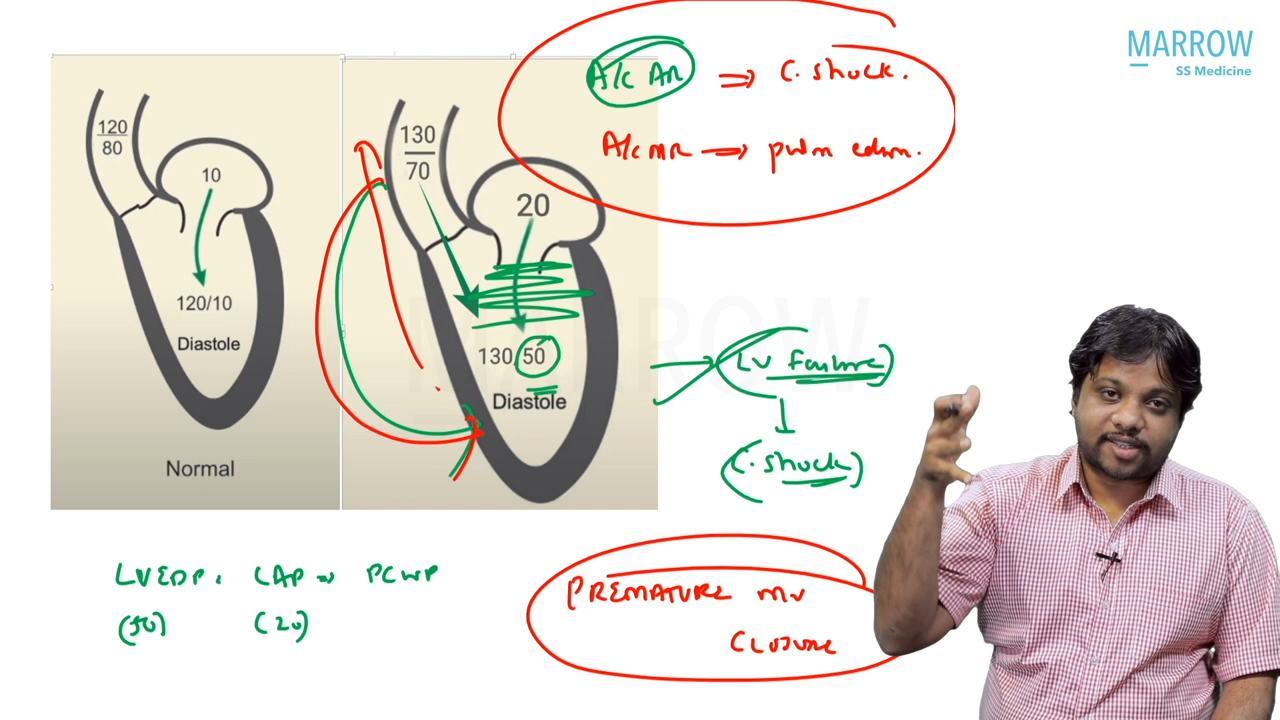 MARROW
SS Medicine
A/c AR ⇒ C. shock.
A/c MR → pulm edem.
120
80
10
120/10
Diastole
Normal
130
70
20
130/50
Diastole
MARROW
LV Failure
↓
C. shock
LVEDP. LAP = PCWP
(50) (20)
PREMATURE MV
CLOSURE